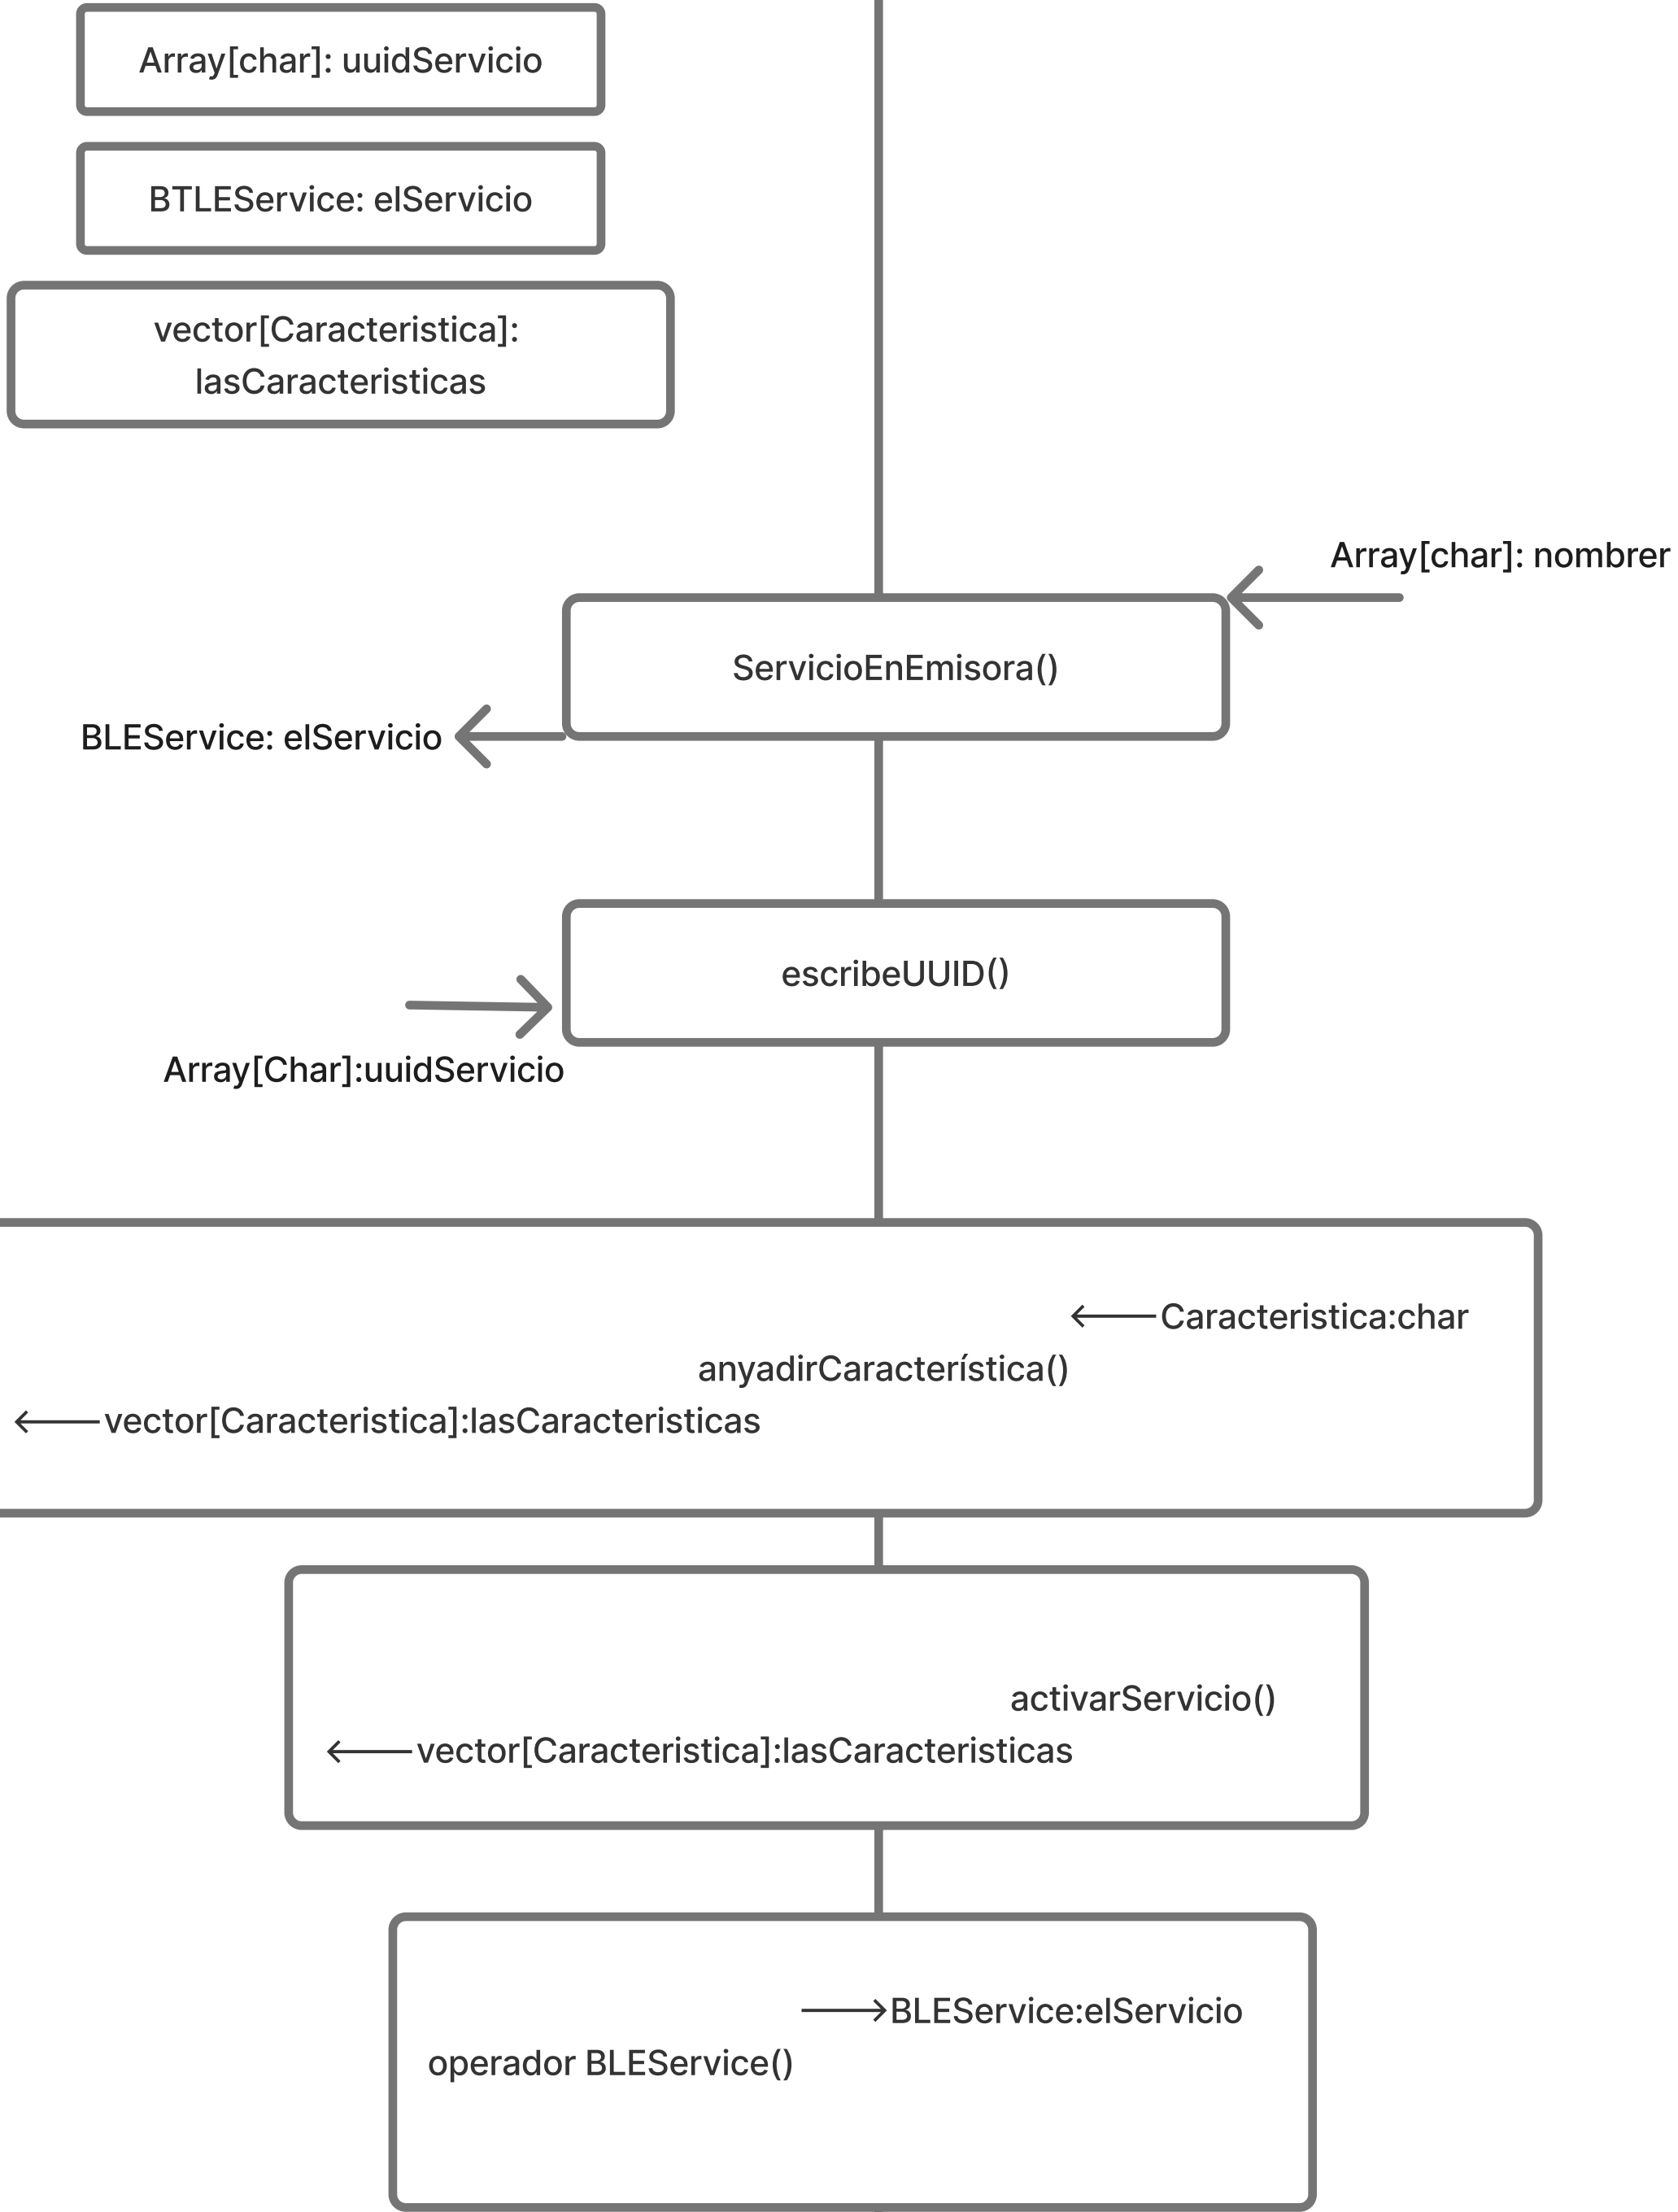 Array[char]: uuidServicio
BTLEService: elServicio
vector[Caracteristica]:
lasCaracteristicas
Array[char]: nombrer
ServicioEnEmisora()
BLEService: elServicio
escribeUUID()
Array[Char]:uuidServicio
<-----Caracteristica:char
anyadirCaracterística()
<-----vector[Caracteristica]:lasCaracteristicas
activarServicio()
<-----vector[Caracteristica]:lasCaracteristicas
----->BLEService:elServicio
operador BLEService()